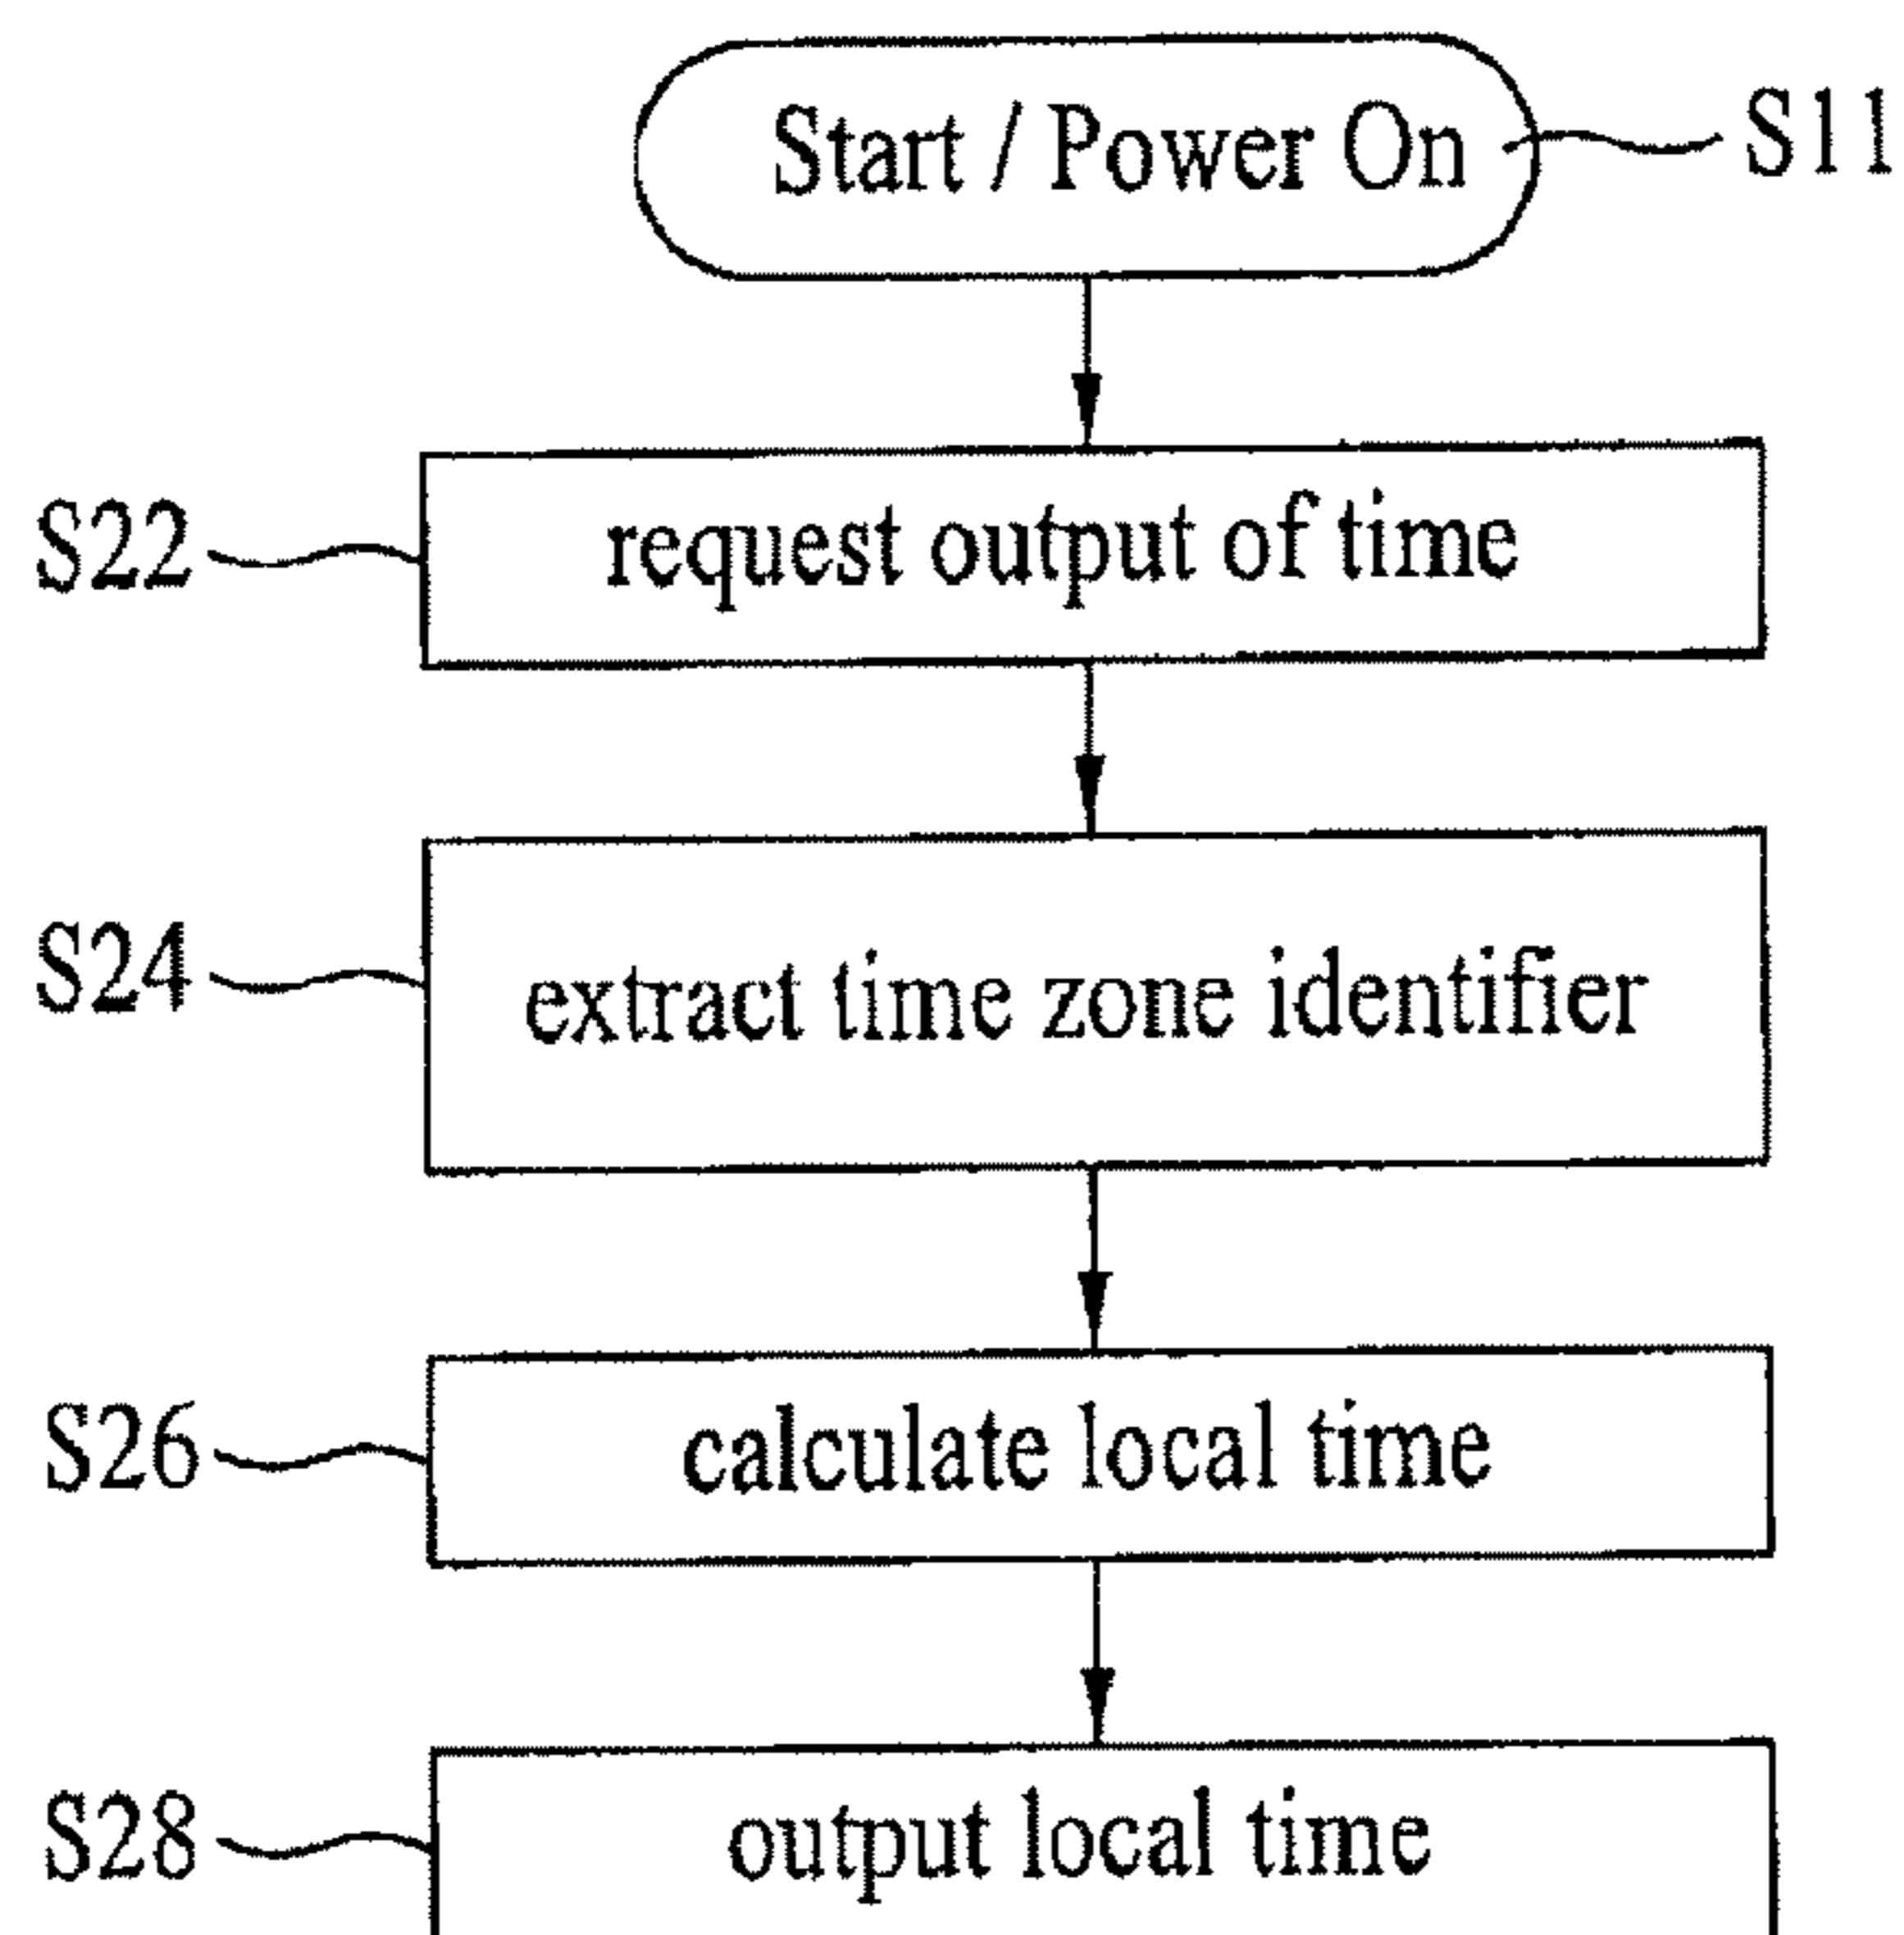 Start / Power On S11
S22 request output of time
S24 extract time zone identifier
S26 calculate local time
S28 output local time